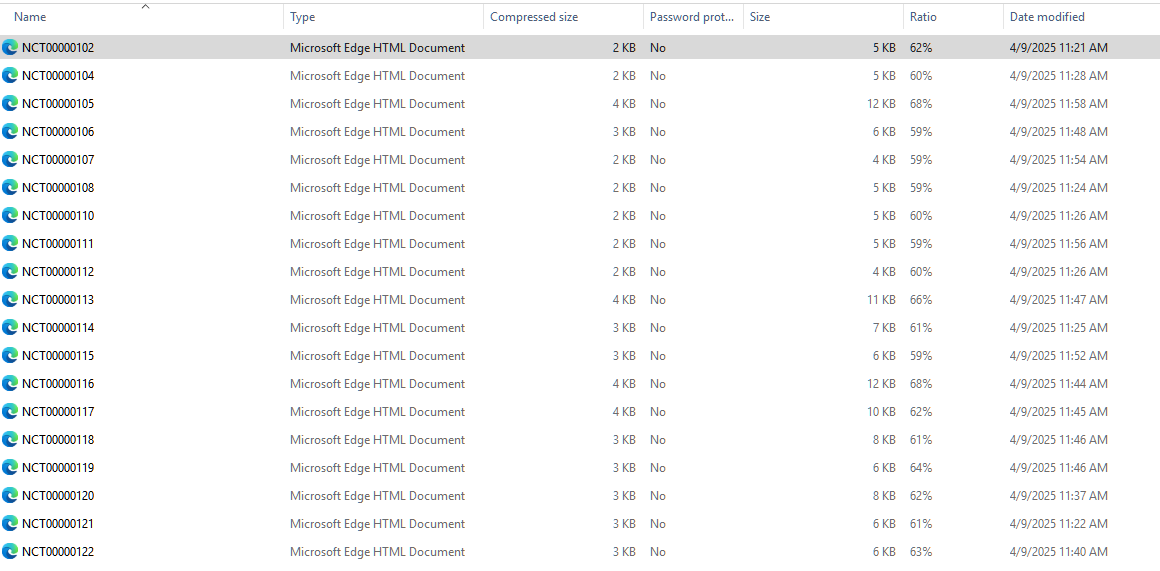 Name Type Compressed size Password prot... Size Ratio Date modified
NCT00000102 Microsoft Edge HTML Document 2 KB No 5 KB 62% 4/9/2025 11:21 AM
NCT00000104 Microsoft Edge HTML Document 2 KB No 5 KB 60% 4/9/2025 11:28 AM
NCT00000105 Microsoft Edge HTML Document 4 KB No 12 KB 68% 4/9/2025 11:58 AM
NCT00000106 Microsoft Edge HTML Document 3 KB No 6 KB 59% 4/9/2025 11:48 AM
NCT00000107 Microsoft Edge HTML Document 2 KB No 4 KB 59% 4/9/2025 11:54 AM
NCT00000108 Microsoft Edge HTML Document 2 KB No 5 KB 59% 4/9/2025 11:24 AM
NCT00000110 Microsoft Edge HTML Document 2 KB No 5 KB 60% 4/9/2025 11:26 AM
NCT00000111 Microsoft Edge HTML Document 2 KB No 5 KB 59% 4/9/2025 11:56 AM
NCT00000112 Microsoft Edge HTML Document 2 KB No 4 KB 60% 4/9/2025 11:26 AM
NCT00000113 Microsoft Edge HTML Document 4 KB No 11 KB 66% 4/9/2025 11:47 AM
NCT00000114 Microsoft Edge HTML Document 3 KB No 7 KB 61% 4/9/2025 11:25 AM
NCT00000115 Microsoft Edge HTML Document 3 KB No 6 KB 59% 4/9/2025 11:52 AM
NCT00000116 Microsoft Edge HTML Document 4 KB No 12 KB 68% 4/9/2025 11:44 AM
NCT00000117 Microsoft Edge HTML Document 4 KB No 10 KB 62% 4/9/2025 11:45 AM
NCT00000118 Microsoft Edge HTML Document 3 KB No 8 KB 61% 4/9/2025 11:46 AM
NCT00000119 Microsoft Edge HTML Document 3 KB No 6 KB 64% 4/9/2025 11:46 AM
NCT00000120 Microsoft Edge HTML Document 3 KB No 8 KB 62% 4/9/2025 11:37 AM
NCT00000121 Microsoft Edge HTML Document 3 KB No 6 KB 61% 4/9/2025 11:22 AM
NCT00000122 Microsoft Edge HTML Document 3 KB No 6 KB 63% 4/9/2025 11:40 AM